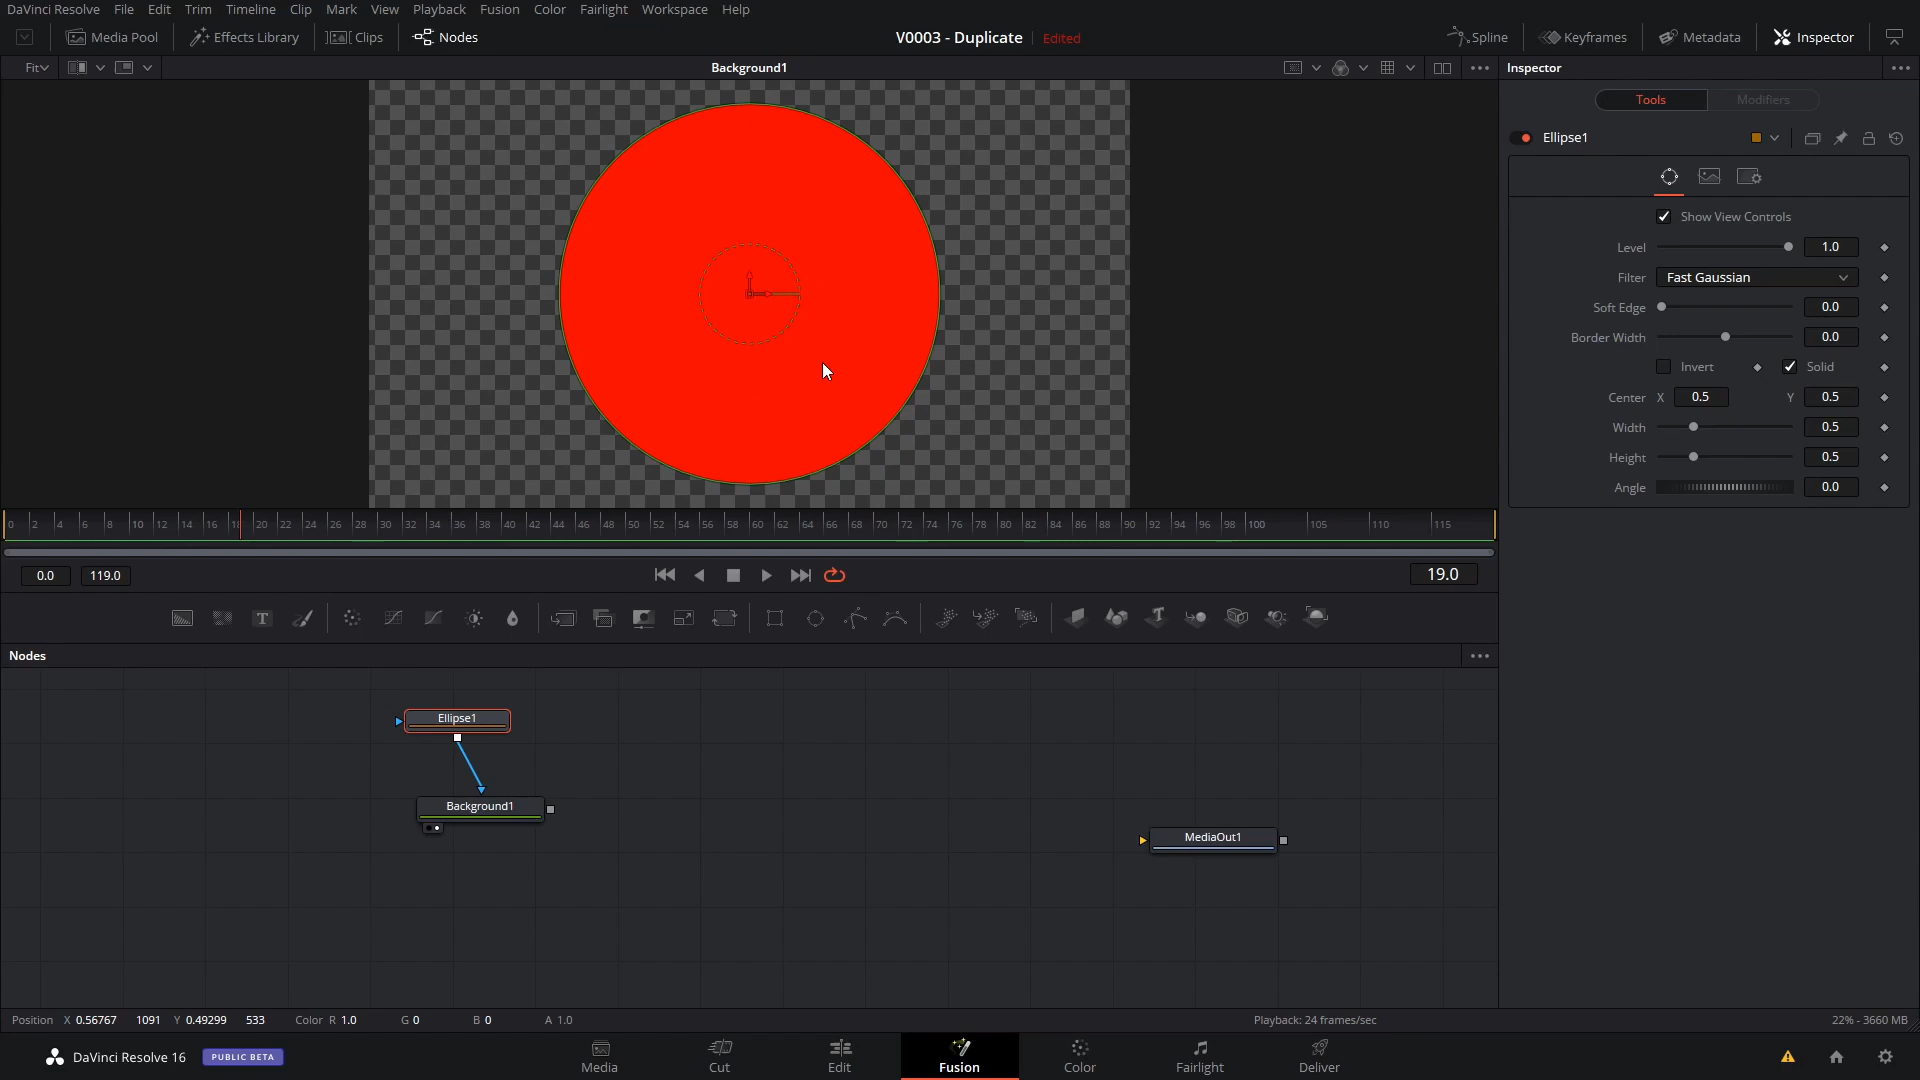 DaVinci Resolve File Edit Trim Timeline Clip Mark View Playback Fusion Color Fairlight Workspace Help
Media Pool Effects Library Clips Nodes V0003 - Duplicate Edited Spline Keyframes Metadata Inspector
Fit Background1 Inspector
Tools Modifiers
Ellipse1
Show View Controls
Level 1.0
Filter Fast Gaussian
Soft Edge 0.0
Border Width 0.0
Invert Solid
Center X 0.5 Y 0.5
Width 0.5
Height 0.5
Angle 0.0
0 2 4 6 8 10 12 14 16 18 20 22 24 26 28 30 32 34 36 38 40 42 44 46 48 50 52 54 56 58 60 62 64 66 68 70 72 74 76 78 80 82 84 86 88 90 92 94 96 98 100 105 110 115
0.0 119.0 19.0
Nodes
Ellipse1
Background1
MediaOut1
Position X 0.56767 1091 Y 0.49299 533 Color R 1.0 G 0 B 0 A 1.0 Playback: 24 frames/sec 22% - 3660 MB
DaVinci Resolve 16 PUBLIC BETA Media Cut Edit Fusion Color Fairlight Deliver